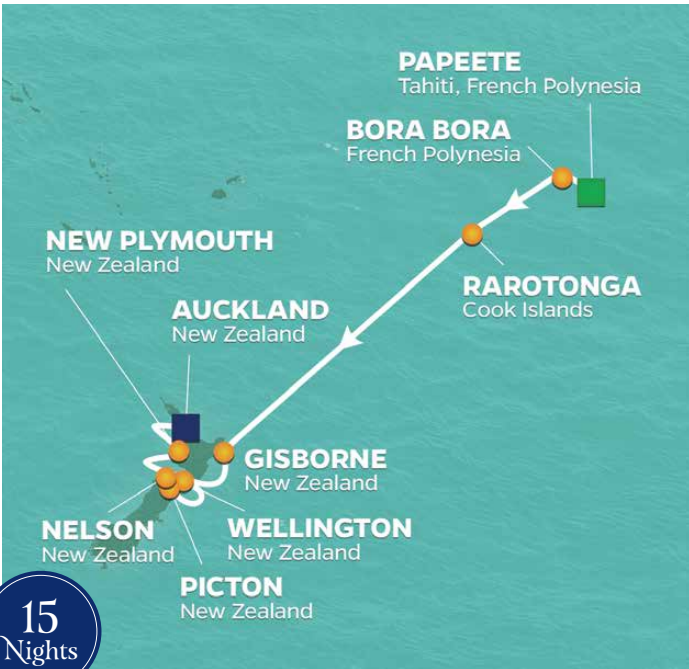 PAPEETE
Tahiti, French Polynesia
BORA BORA
French Polynesia
NEW PLYMOUTH
New Zealand
AUCKLAND
New Zealand
RAROTONGA
Cook Islands
GISBORNE
New Zealand
NELSON
New Zealand
WELLINGTON
New Zealand
PICTON
New Zealand
15
Nights